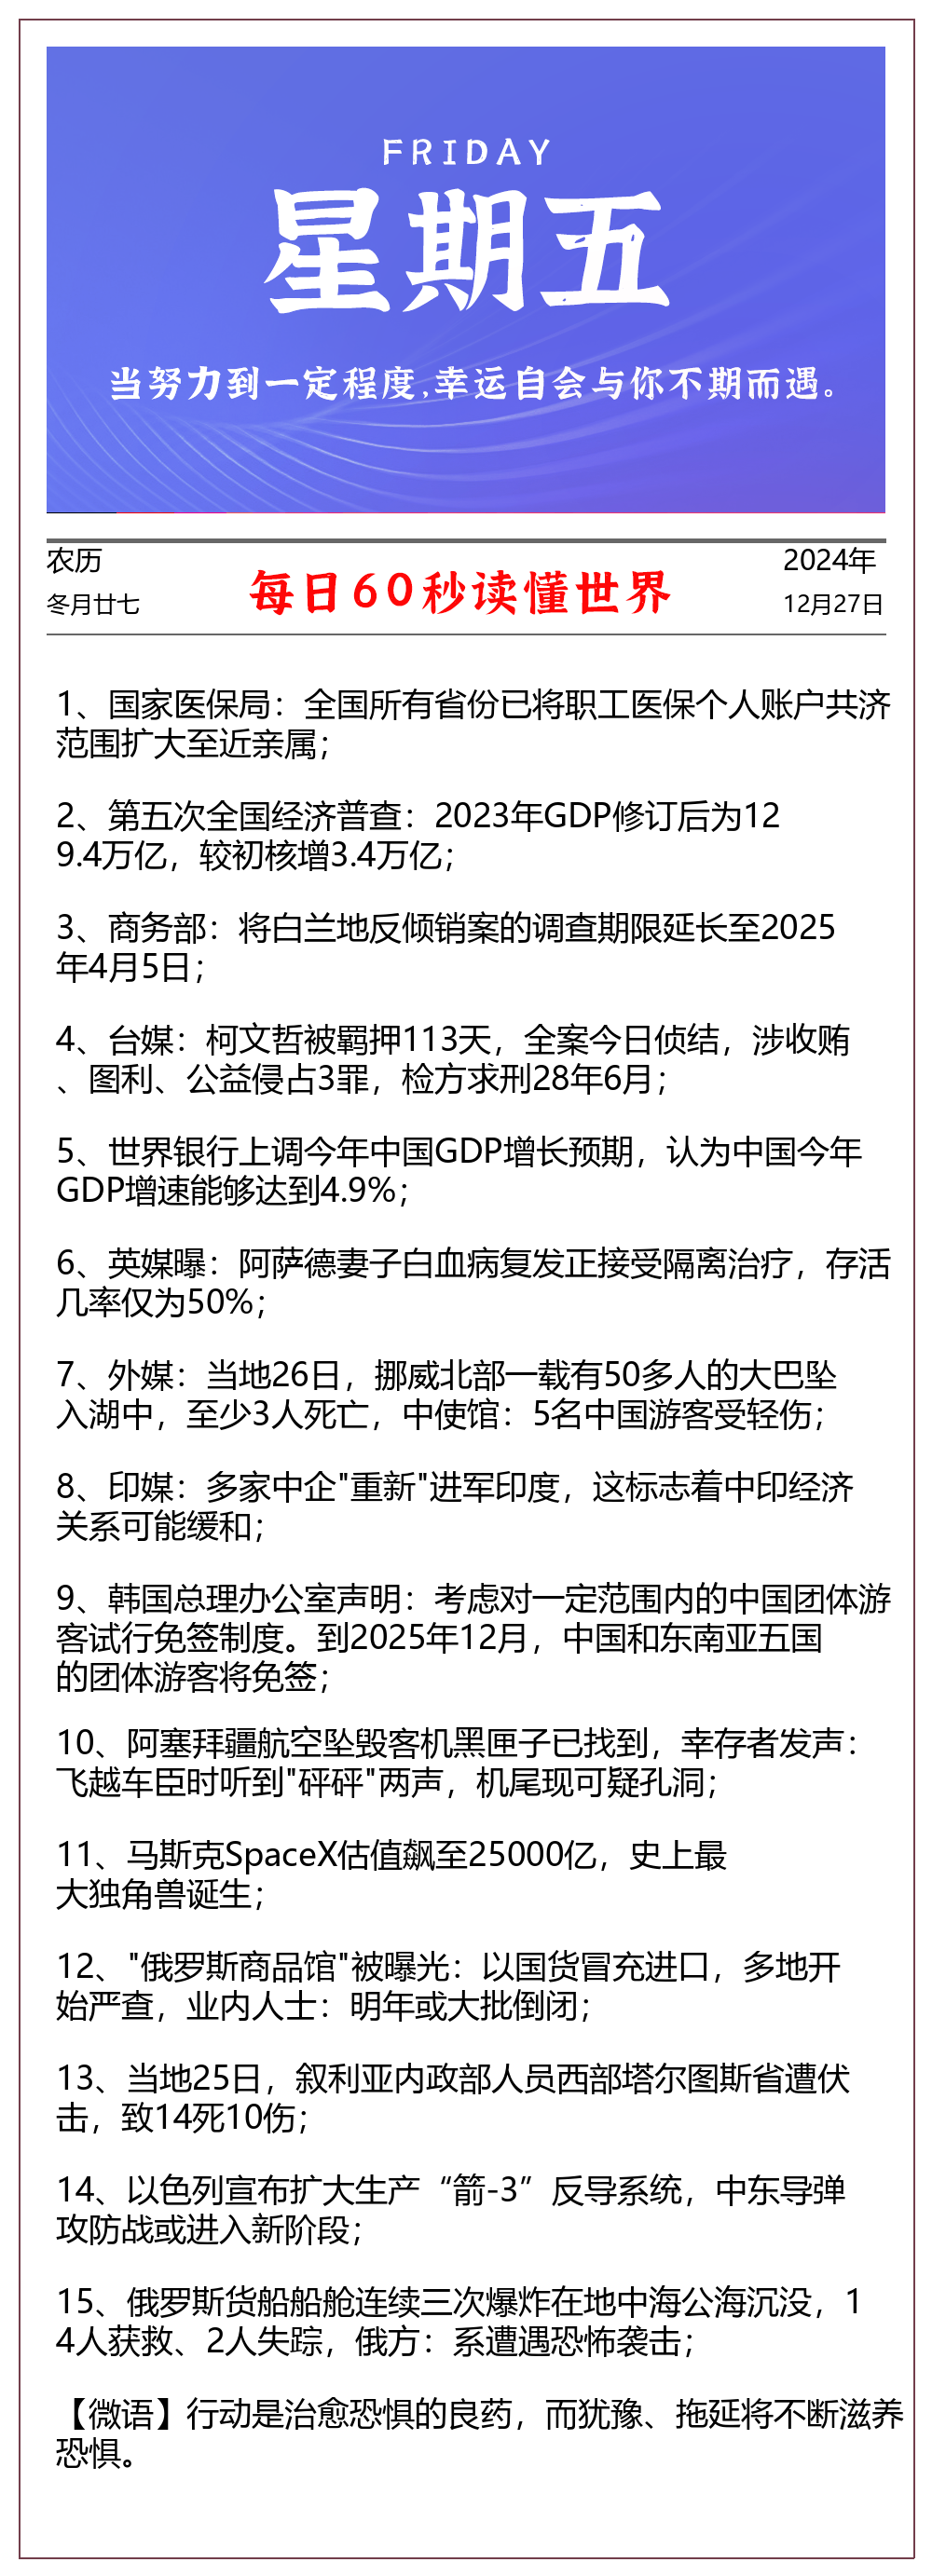 FRIDAY
星期五
当努力到一定程度,幸运自会与你不期而遇。
农历
冬月廿七
每日60秒读懂世界
2024年
12月27日
1、国家医保局：全国所有省份已将职工医保个人账户共济
范围扩大至近亲属；
2、第五次全国经济普查：2023年GDP修订后为12
9.4万亿，较初核增3.4万亿；
3、商务部：将白兰地反倾销案的调查期限延长至2025
年4月5日；
4、台媒：柯文哲被羁押113天，全案今日侦结，涉收贿
、图利、公益侵占3罪，检方求刑28年6月；
5、世界银行上调今年中国GDP增长预期，认为中国今年
GDP增速能够达到4.9%；
6、英媒曝：阿萨德妻子白血病复发正接受隔离治疗，存活
几率仅为50%；
7、外媒：当地26日，挪威北部一载有50多人的大巴坠
入湖中，至少3人死亡，中使馆：5名中国游客受轻伤；
8、印媒：多家中企"重新"进军印度，这标志着中印经济
关系可能缓和；
9、韩国总理办公室声明：考虑对一定范围内的中国团体游
客试行免签制度。到2025年12月，中国和东南亚五国
的团体游客将免签；
10、阿塞拜疆航空坠毁客机黑匣子已找到，幸存者发声：
飞越车臣时听到"砰砰"两声，机尾现可疑孔洞；
11、马斯克SpaceX估值飙至25000亿，史上最
大独角兽诞生；
12、"俄罗斯商品馆"被曝光：以国货冒充进口，多地开
始严查，业内人士：明年或大批倒闭；
13、当地25日，叙利亚内政部人员西部塔尔图斯省遭伏
击，致14死10伤；
14、以色列宣布扩大生产“箭-3”反导系统，中东导弹
攻防战或进入新阶段；
15、俄罗斯货船船舱连续三次爆炸在地中海公海沉没，1
4人获救、2人失踪，俄方：系遭遇恐怖袭击；
【微语】行动是治愈恐惧的良药，而犹豫、拖延将不断滋养
恐惧。